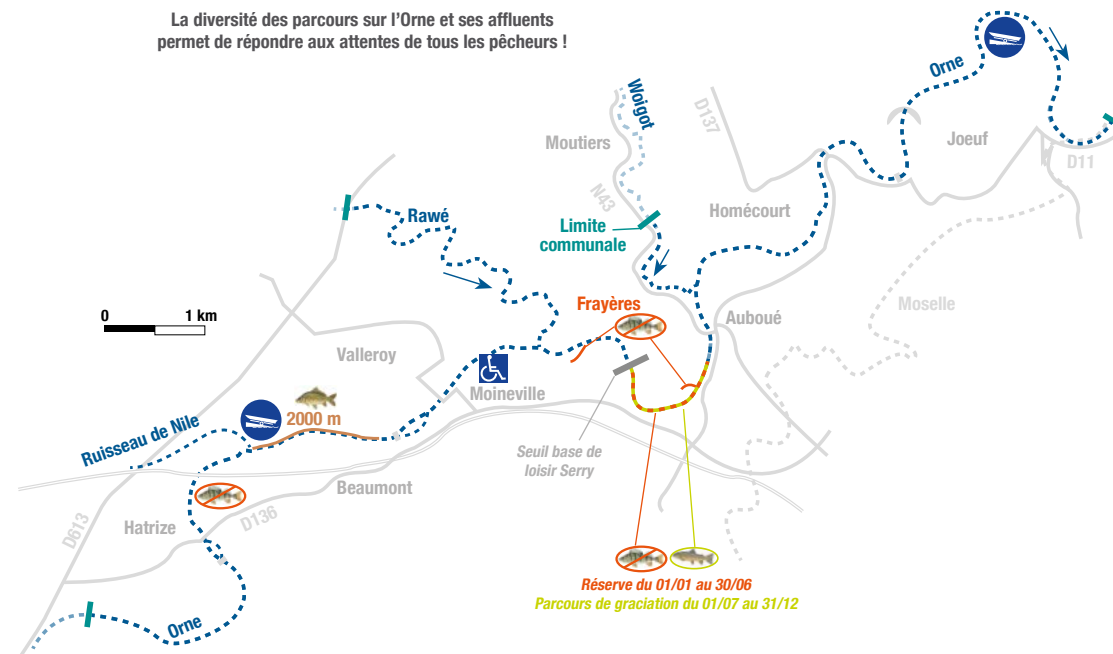 La diversité des parcours sur l'Orne et ses affluents
permet de répondre aux attentes de tous les pêcheurs !
Orne
Woigot
D137
Moutiers
Joeuf
D11
N43
Rawé
Homécourt
Limite
communale
0 1 km
Frayères
Moselle
Auboué
Valleroy
Moineville
2000 m
Ruisseau de Nile
Seuil base de
loisir Serry
Beaumont
D613
Hatrize
D136
Réserve du 01/01 au 30/06
Parcours de graciation du 01/07 au 31/12
Orne